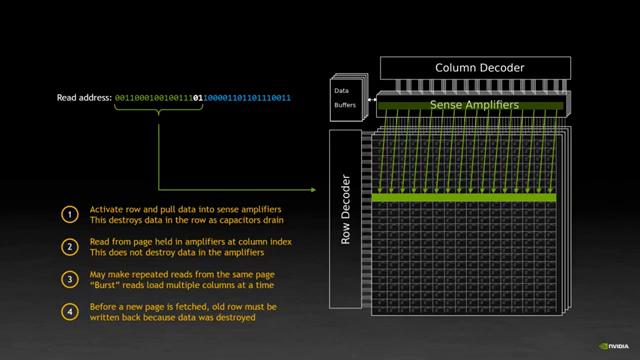 Column Decoder
Data
Buffers
Sense Amplifiers
Read address: 001100010010011101100001101101110011
Row Decoder
1 Activate row and pull data into sense amplifiers
This destroys data in the row as capacitors drain
2 Read from page held in amplifiers at column index
This does not destroy data in the amplifiers
3 May make repeated reads from the same page
“Burst” reads load multiple columns at a time
4 Before a new page is fetched, old row must be
written back because data was destroyed
NVIDIA